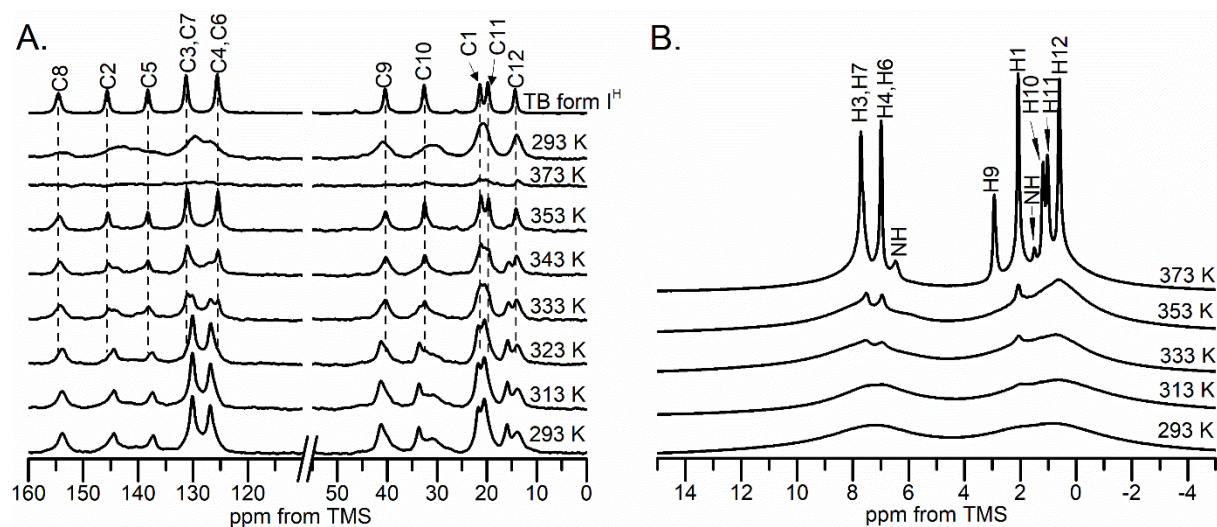 A.
C8
C2
C5
C3,C7
C4,C6
C9
C10
C1
C11
C12
TB form Iᴴ
293 K
373 K
353 K
343 K
333 K
323 K
313 K
293 K
160 150 140 130 120 50 40 30 20 10 0
ppm from TMS
B.
H3,H7
H4,H6
NH
H9
H1
NH
H10
H11
H12
373 K
353 K
333 K
313 K
293 K
14 12 10 8 6 4 2 0 -2 -4
ppm from TMS